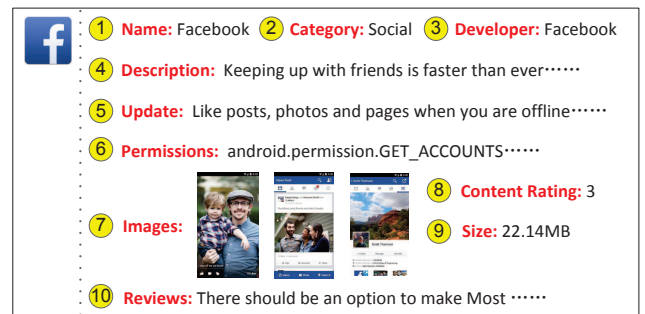 f
1 Name: Facebook 2 Category: Social 3 Developer: Facebook
4 Description: Keeping up with friends is faster than ever······
5 Update: Like posts, photos and pages when you are offline······
6 Permissions: android.permission.GET_ACCOUNTS······
7 Images:
8 Content Rating: 3
9 Size: 22.14MB
10 Reviews: There should be an option to make Most ······